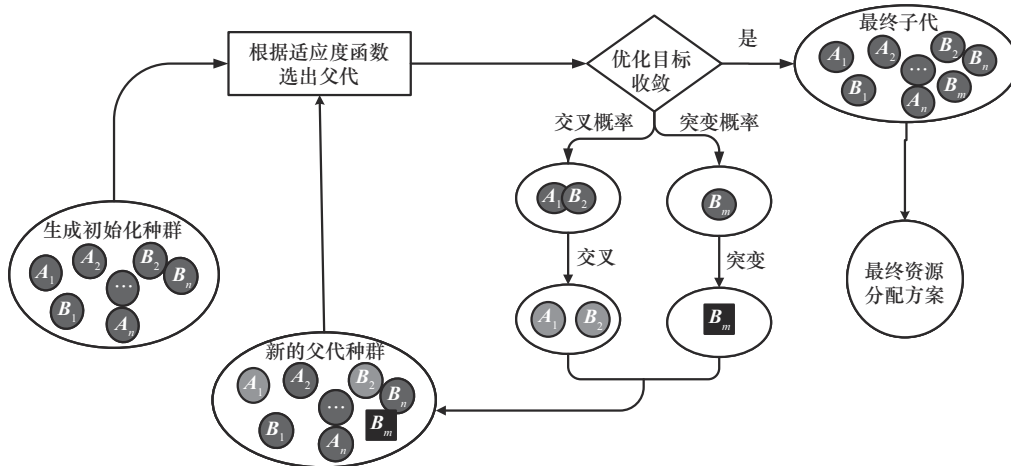 根据适应度函数
选出父代
优化目标
收敛
是
最终子代
A₁
A₂
B₂
Bₙ
…
B₁
Bₘ
Aₙ
交叉概率
突变概率
A₁
B₂
Bₘ
交叉
突变
A₁
B₂
Bₘ
最终资源
分配方案
生成初始化种群
A₁
A₂
B₂
Bₙ
…
B₁
Aₙ
新的父代种群
A₁
A₂
B₂
Bₙ
…
B₁
Bₘ
Aₙ